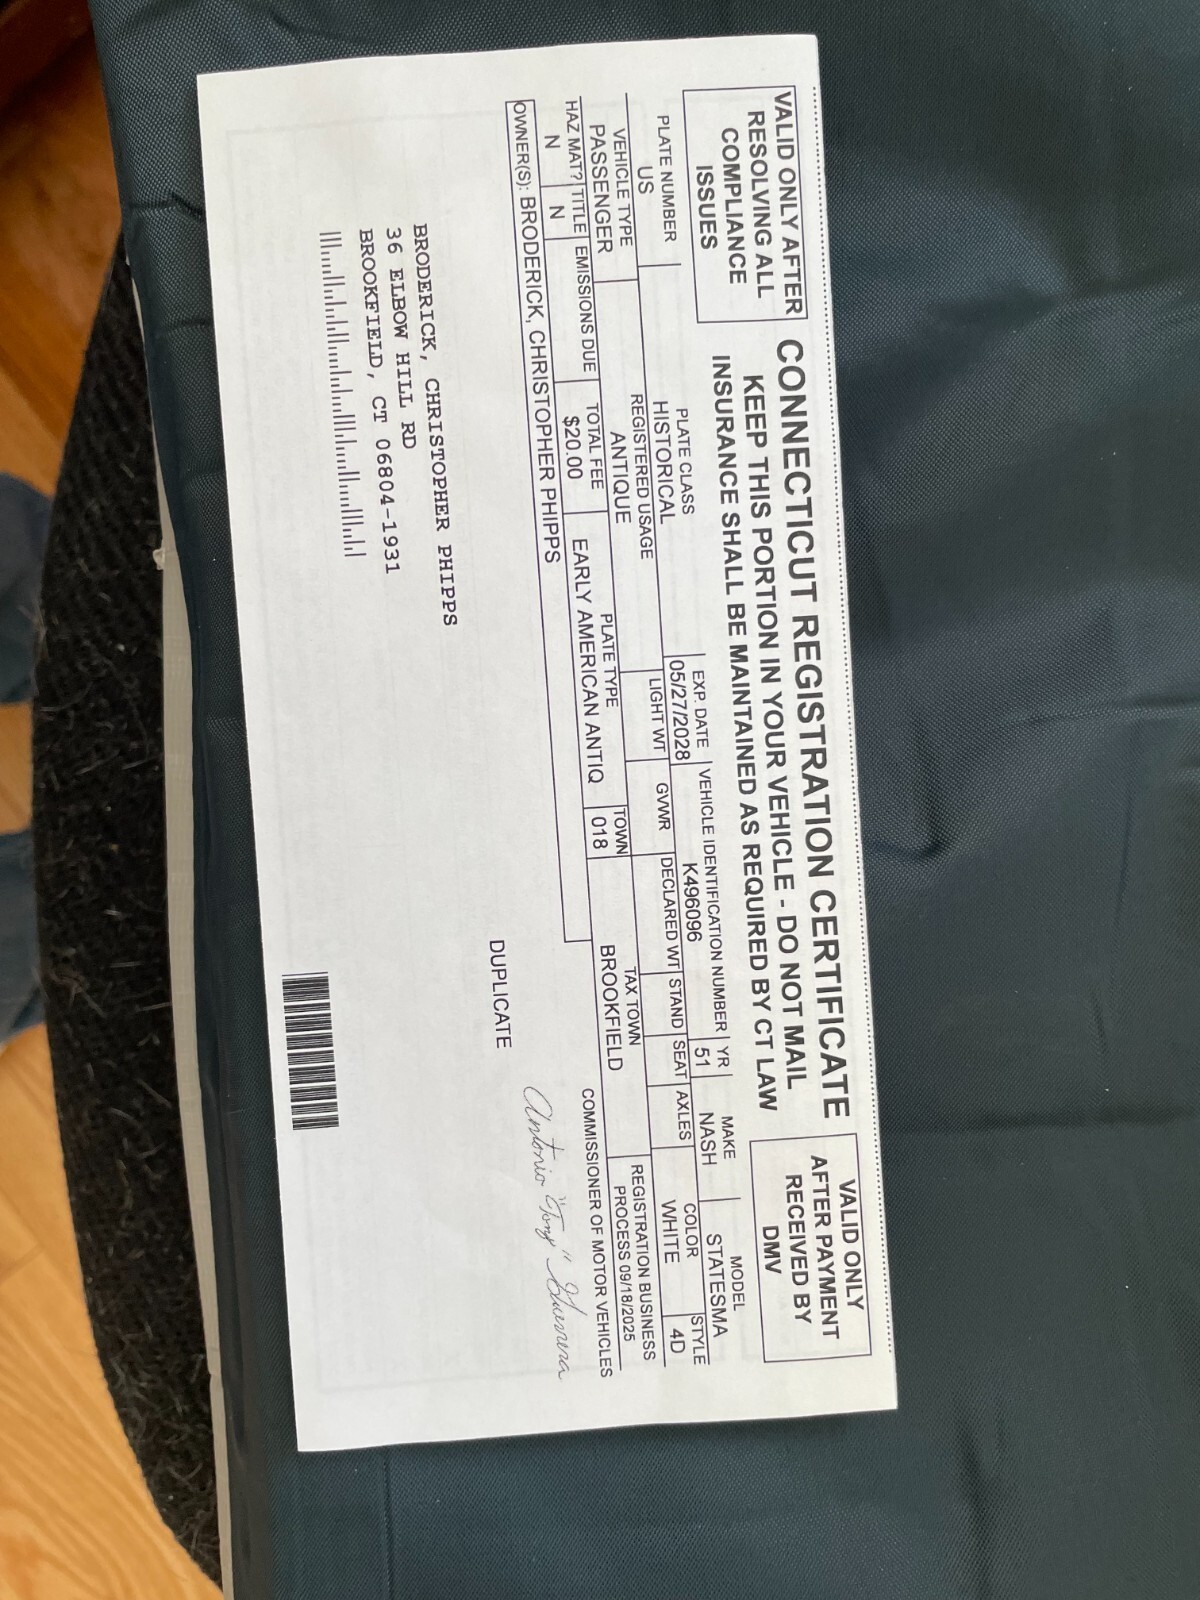 VALID ONLY AFTER
RESOLVING ALL
COMPLIANCE
ISSUES
CONNECTICUT REGISTRATION CERTIFICATE
KEEP THIS PORTION IN YOUR VEHICLE - DO NOT MAIL
INSURANCE SHALL BE MAINTAINED AS REQUIRED BY CT LAW
VALID ONLY
AFTER PAYMENT
RECEIVED BY
DMV
PLATE NUMBER PLATE CLASS EXP. DATE VEHICLE IDENTIFICATION NUMBER YR MAKE MODEL STYLE
US HISTORICAL 05/27/2028 K496096 51 NASH STATESMA 4D
VEHICLE TYPE REGISTERED USAGE LIGHT WT GVWR DECLARED WT STAND SEAT AXLES COLOR
PASSENGER ANTIQUE WHITE
HAZ MAT? TITLE EMISSIONS DUE TOTAL FEE PLATE TYPE TOWN TAX TOWN REGISTRATION BUSINESS
N N $20.00 EARLY AMERICAN ANTIQ 018 BROOKFIELD PROCESS 09/18/2025
OWNER(S): BRODERICK, CHRISTOPHER PHIPPS
COMMISSIONER OF MOTOR VEHICLES
Antonio "Tony" Guerrera
DUPLICATE
BRODERICK, CHRISTOPHER PHIPPS
36 ELBOW HILL RD
BROOKFIELD, CT 06804-1931